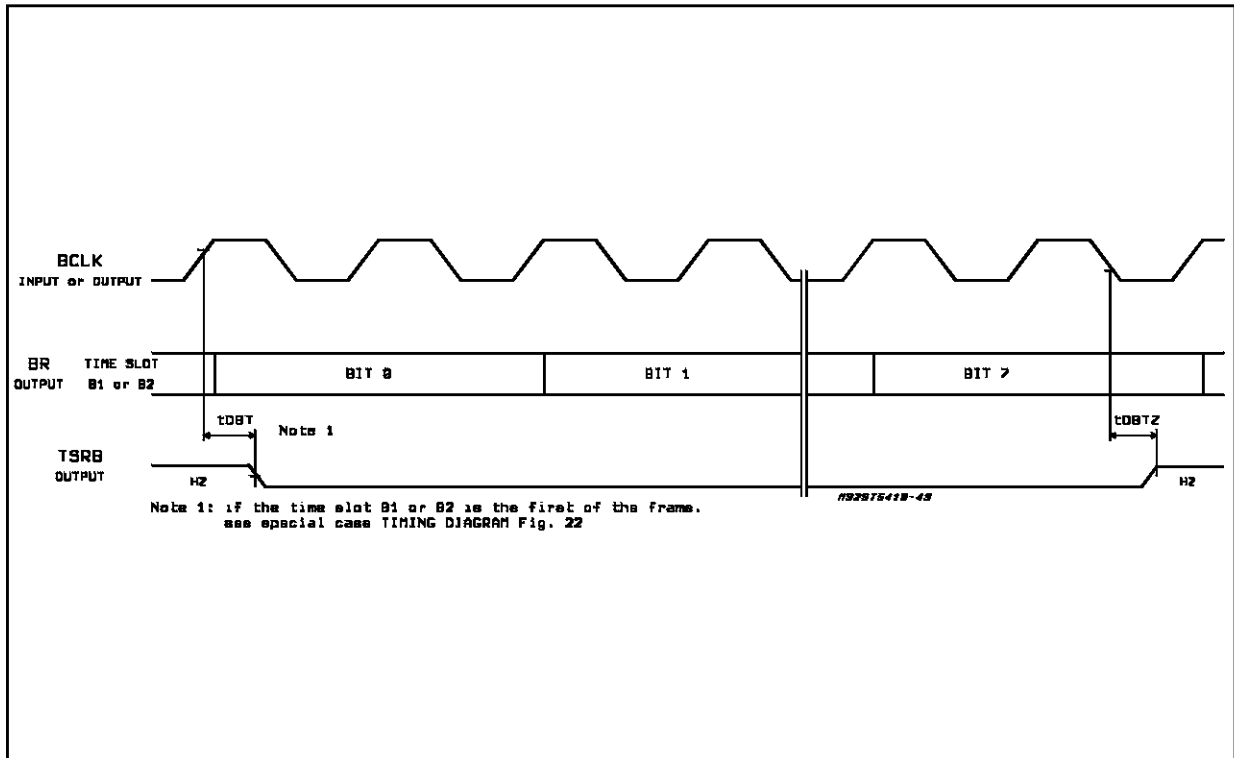 BCLK
INPUT or OUTPUT
BR TIME SLOT
OUTPUT B1 or B2
BIT 0
BIT 1
BIT 7
tDBT
Note 1
tDBTZ
TSRB
OUTPUT
HZ
HZ
Note 1: if the time slot B1 or B2 is the first of the frame.
see special case TIMING DIAGRAM Fig. 22